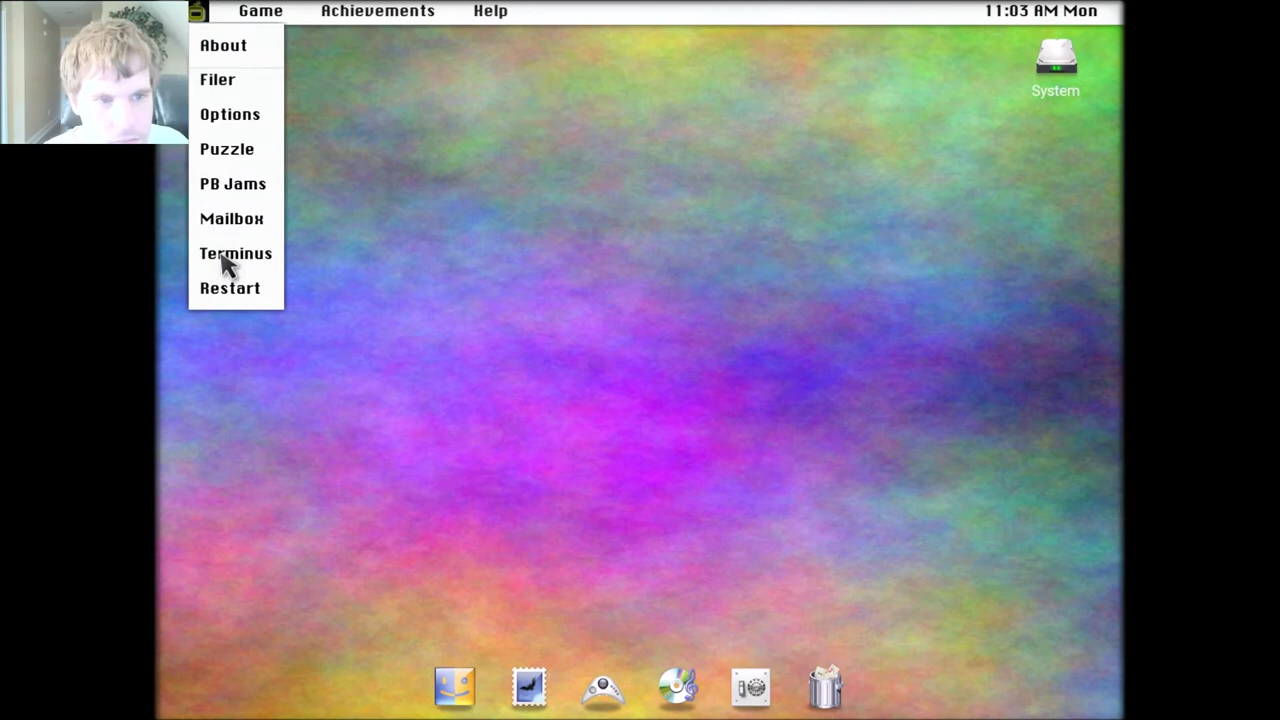 Game Achievements Help 11:03 AM Mon
About
Filer
Options
Puzzle
PB Jams
Mailbox
Terminus
Restart
System